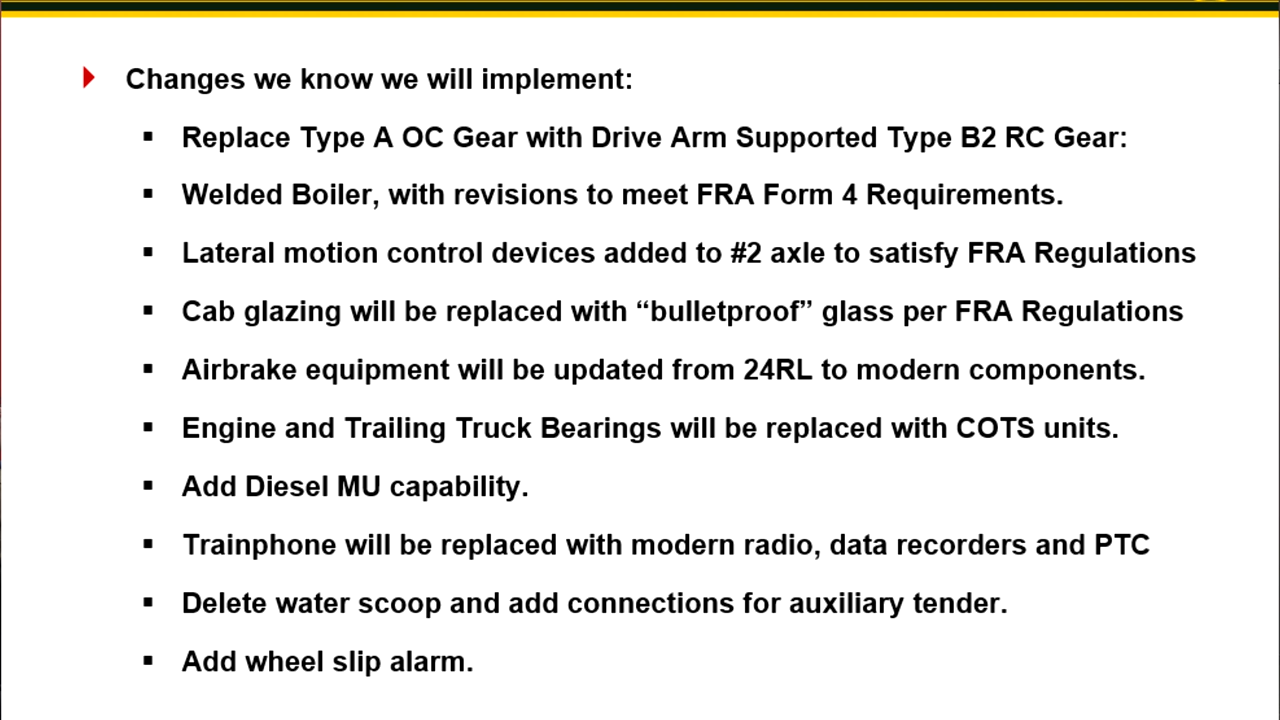 Changes we know we will implement:
Replace Type A OC Gear with Drive Arm Supported Type B2 RC Gear:
Welded Boiler, with revisions to meet FRA Form 4 Requirements.
Lateral motion control devices added to #2 axle to satisfy FRA Regulations
Cab glazing will be replaced with “bulletproof” glass per FRA Regulations
Airbrake equipment will be updated from 24RL to modern components.
Engine and Trailing Truck Bearings will be replaced with COTS units.
Add Diesel MU capability.
Trainphone will be replaced with modern radio, data recorders and PTC
Delete water scoop and add connections for auxiliary tender.
Add wheel slip alarm.